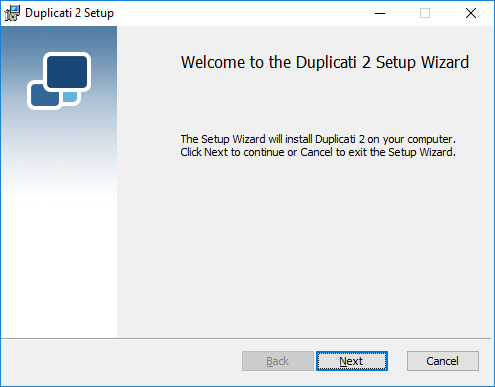 Duplicati 2 Setup
Welcome to the Duplicati 2 Setup Wizard
The Setup Wizard will install Duplicati 2 on your computer.
Click Next to continue or Cancel to exit the Setup Wizard.
Back Next Cancel